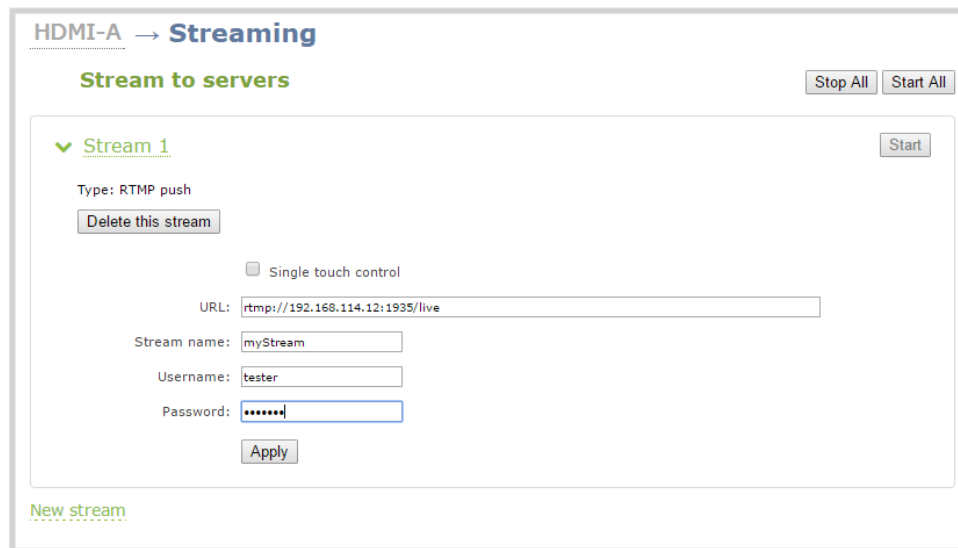 HDMI-A → Streaming
Stream to servers
Stop All Start All
Stream 1
Start
Type: RTMP push
Delete this stream
Single touch control
URL: rtmp://192.168.114.12:1935/live
Stream name: myStream
Username: tester
Password: •••••••
Apply
New stream